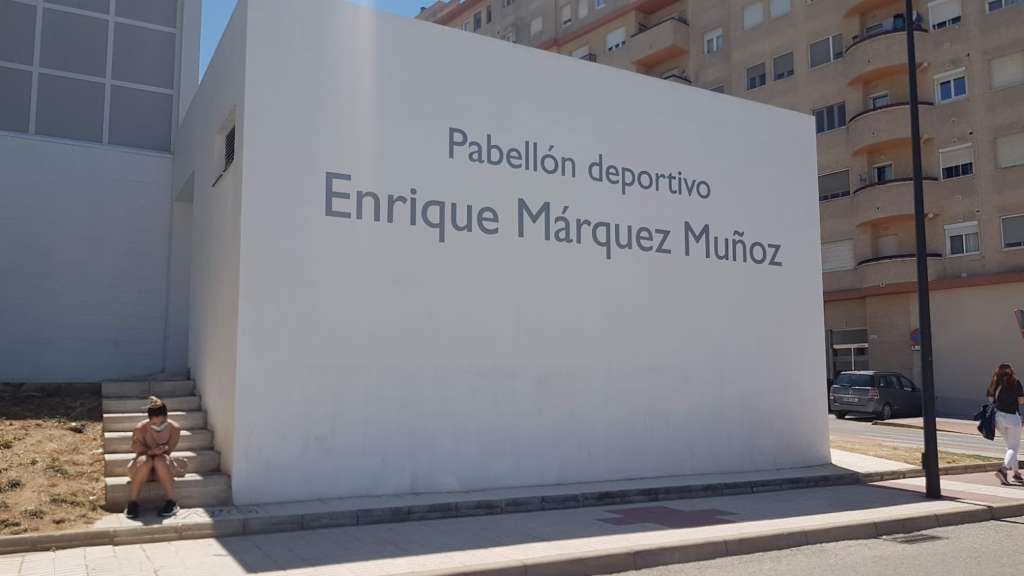 Pabellón deportivo
Enrique Márquez Muñoz